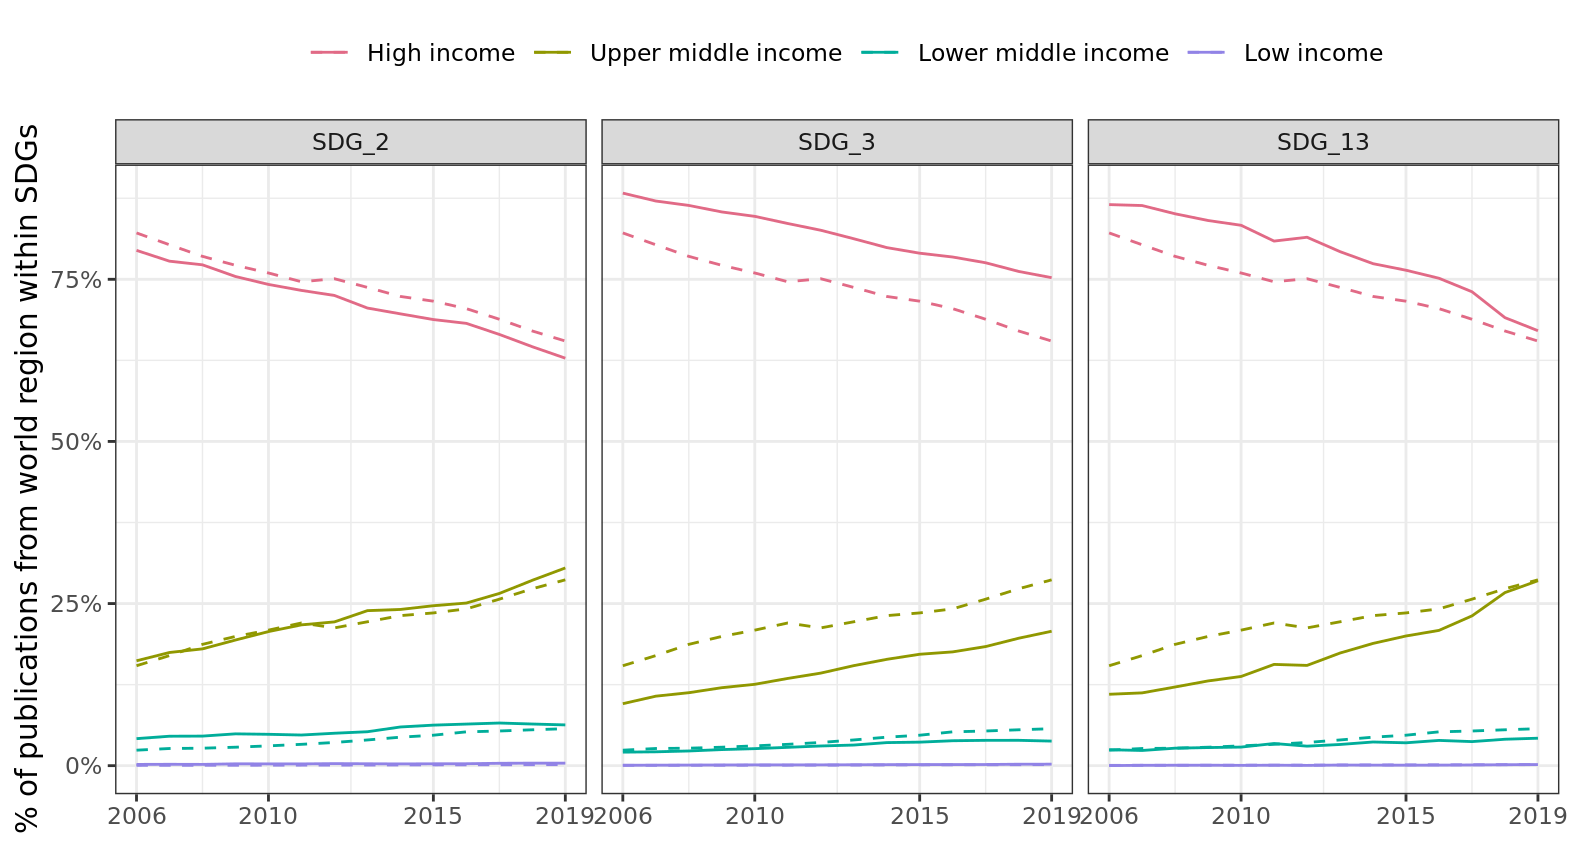 High income Upper middle income Lower middle income Low income
SDG_2 SDG_3 SDG_13
% of publications from world region within SDGs
75%
50%
25%
0%
2006 2010 2015 2019 2006 2010 2015 2019 2006 2010 2015 2019